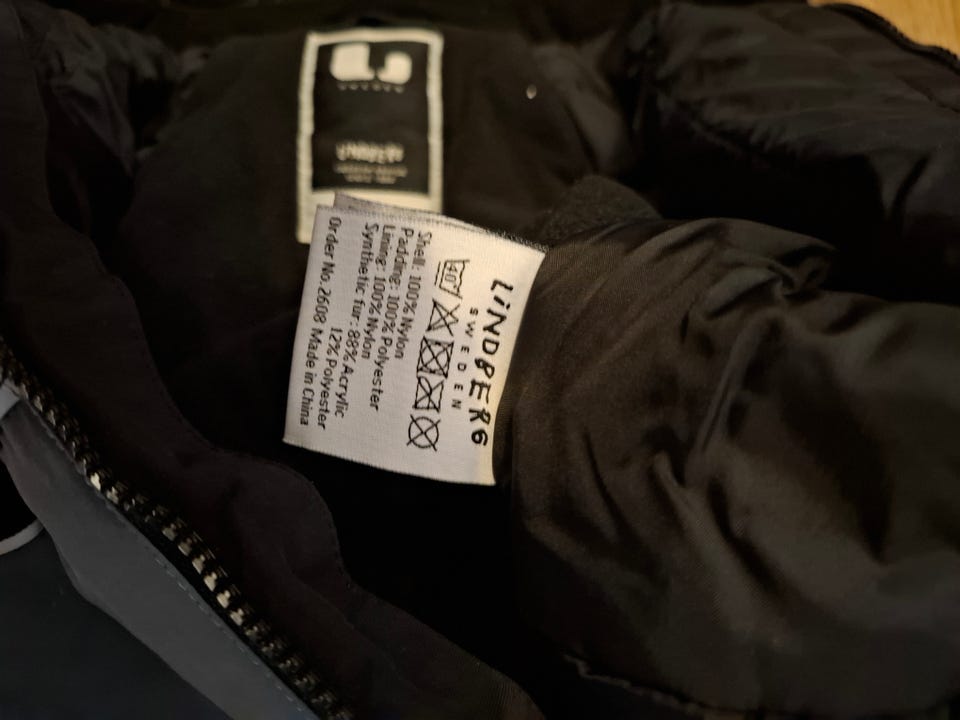 LINDBERG
SWEDEN
40°
Shell: 100% Nylon
Padding: 100% Polyester
Lining: 100% Nylon
Synthetic fur: 88% Acrylic
12% Polyester
Order No. 2608 Made in China
LINDBERG